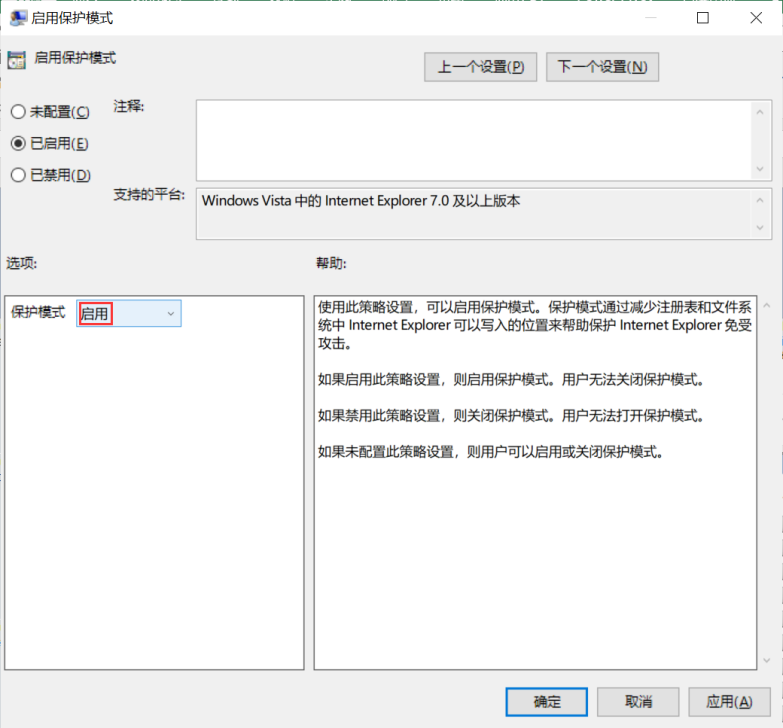 启用保护模式
启用保护模式
上一个设置(P) 下一个设置(N)
未配置(C)
注释:
已启用(E)
已禁用(D)
支持的平台:
Windows Vista 中的 Internet Explorer 7.0 及以上版本
选项:
帮助:
保护模式 启用
使用此策略设置，可以启用保护模式。保护模式通过减少注册表和文件系
统中 Internet Explorer 可以写入的位置来帮助保护 Internet Explorer 免受
攻击。
如果启用此策略设置，则启用保护模式。用户无法关闭保护模式。
如果禁用此策略设置，则关闭保护模式。用户无法打开保护模式。
如果未配置此策略设置，则用户可以启用或关闭保护模式。
确定 取消 应用(A)